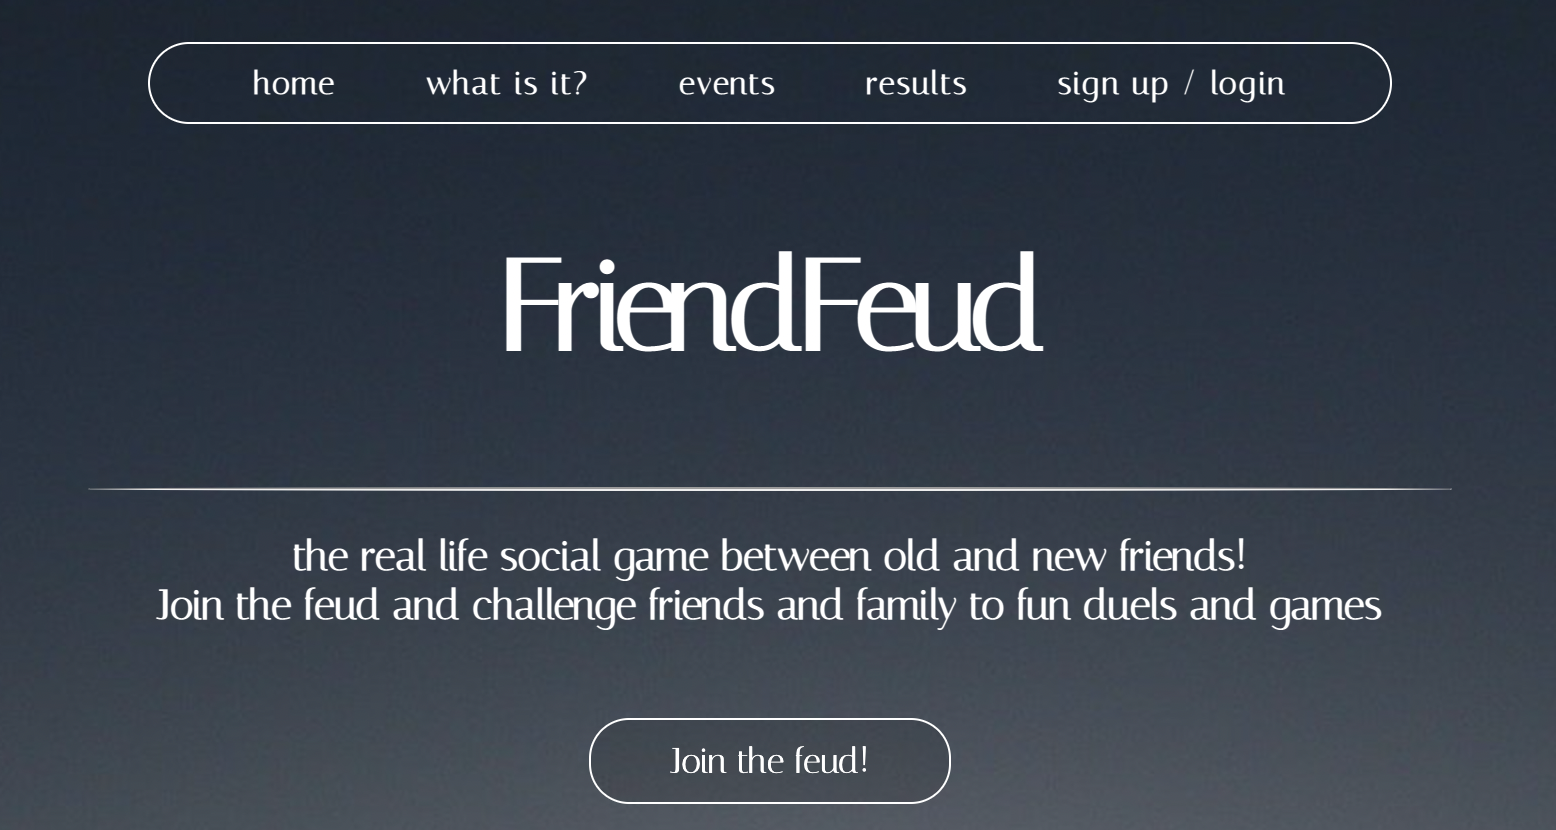 home what is it? events results sign up / login
FriendFeud
the real life social game between old and new friends!
Join the feud and challenge friends and family to fun duels and games
Join the feud!